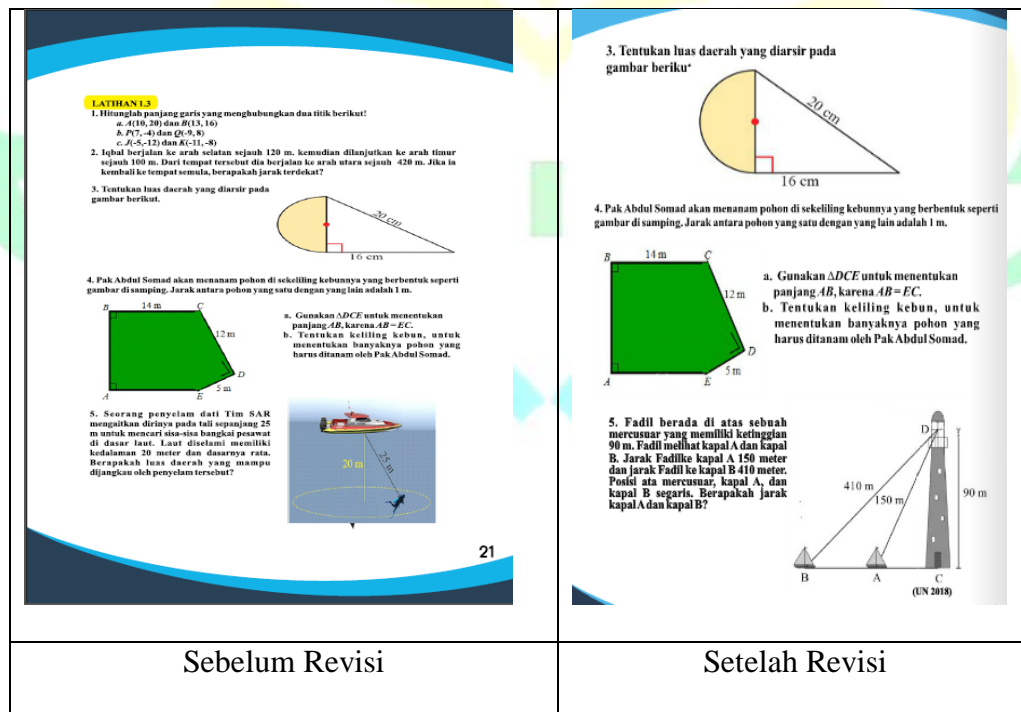 LATIHAN 1.3
1. Hitunglah panjang garis yang menghubungkan dua titik berikut!
a. A(10, 20) dan B(13, 16)
b. P(7, -4) dan Q(-9, 8)
c. J(-5,-12) dan K(-11, -8)
2. Iqbal berjalan ke arah selatan sejauh 120 m. kemudian dilanjutkan ke arah timur
sejauh 100 m. Dari tempat tersebut dia berjalan ke arah utara sejauh 420 m. Jika ia
kembali ke tempat semula, berapakah jarak terdekat?
3. Tentukan luas daerah yang diarsir pada
gambar berikut.
20 cm
16 cm
4. Pak Abdul Somad akan menanam pohon di sekeliling kebunnya yang berbentuk seperti
gambar di samping. Jarak antara pohon yang satu dengan yang lain adalah 1 m.
B
14 m
C
12 m
D
5 m
E
A
a. Gunakan ΔDCE untuk menentukan
panjang AB, karena AB = EC.
b. Tentukan keliling kebun, untuk
menentukan banyaknya pohon yang
harus ditanam oleh Pak Abdul Somad.
5. Seorang penyelam dati Tim SAR
mengaitkan dirinya pada tali sepanjang 25
m untuk mencari sisa-sisa bangkai pesawat
di dasar laut. Laut diselami memiliki
kedalaman 20 meter dan dasarnya rata.
Berapakah luas daerah yang mampu
dijangkau oleh penyelam tersebut?
20 m
25 m
21
3. Tentukan luas daerah yang diarsir pada
gambar beriku
20 cm
16 cm
4. Pak Abdul Somad akan menanam pohon di sekeliling kebunnya yang berbentuk seperti
gambar di samping. Jarak antara pohon yang satu dengan yang lain adalah 1 m.
B
14 m
C
12 m
D
5 m
E
A
a. Gunakan ΔDCE untuk menentukan
panjang AB, karena AB = EC.
b. Tentukan keliling kebun, untuk
menentukan banyaknya pohon yang
harus ditanam oleh Pak Abdul Somad.
5. Fadil berada di atas sebuah
mercusuar yang memiliki ketinggian
90 m. Fadil melihat kapal A dan kapal
B. Jarak Fadilke kapal A 150 meter
dan jarak Fadil ke kapal B 410 meter.
Posisi ata mercusuar, kapal A, dan
kapal B segaris. Berapakah jarak
kapal A dan kapal B?
D
410 m
150 m
90 m
B
A
C
(UN 2018)
Sebelum Revisi
Setelah Revisi